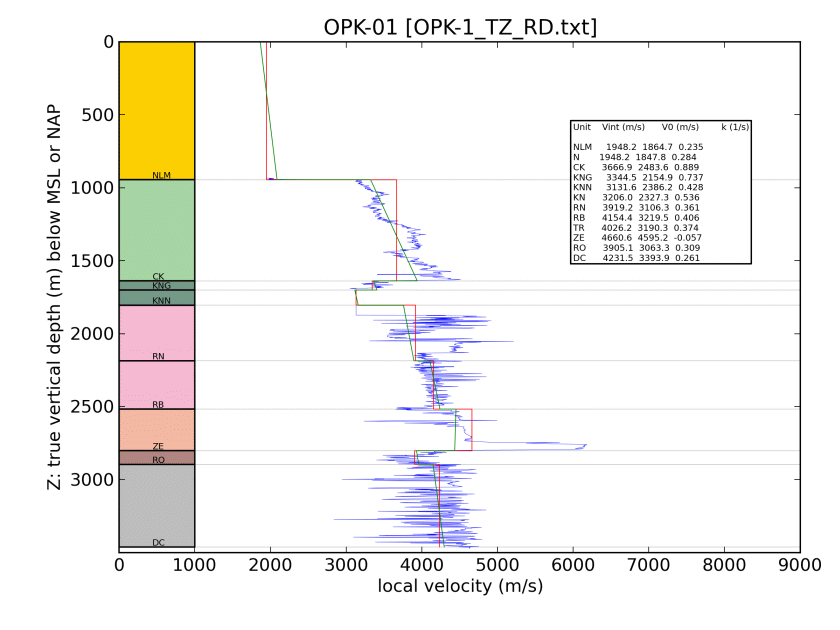 OPK-01 [OPK-1_TZ_RD.txt]
Z: true vertical depth (m) below MSL or NAP
0
500
1000
1500
2000
2500
3000
NLM
CK
KNG
KNN
RN
RB
ZE
RO
DC
Unit Vint (m/s) V0 (m/s) k (1/s)
NLM 1948.2 1864.7 0.235
N 1948.2 1847.8 0.284
CK 3666.9 2483.6 0.889
KNG 3344.5 2154.9 0.737
KNN 3131.6 2386.2 0.428
KN 3206.0 2327.3 0.536
RN 3919.2 3106.3 0.361
RB 4154.4 3219.5 0.406
TR 4026.2 3190.3 0.374
ZE 4660.6 4595.2 -0.057
RO 3905.1 3063.3 0.309
DC 4231.5 3393.9 0.261
0 1000 2000 3000 4000 5000 6000 7000 8000 9000
local velocity (m/s)